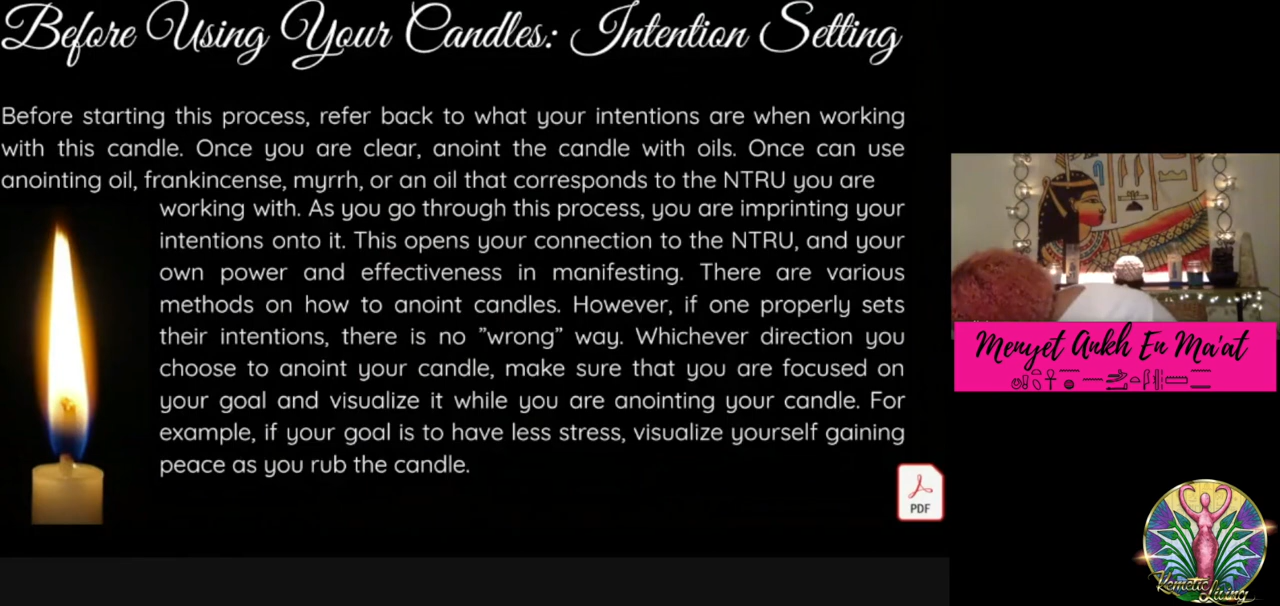 Before Using Your Candles: Intention Setting
Before starting this process, refer back to what your intentions are when working
with this candle. Once you are clear, anoint the candle with oils. Once can use
anointing oil, frankincense, myrrh, or an oil that corresponds to the NTRU you are
working with. As you go through this process, you are imprinting your
intentions onto it. This opens your connection to the NTRU, and your
own power and effectiveness in manifesting. There are various
methods on how to anoint candles. However, if one properly sets
their intentions, there is no ”wrong” way. Whichever direction you
choose to anoint your candle, make sure that you are focused on
your goal and visualize it while you are anointing your candle. For
example, if your goal is to have less stress, visualize yourself gaining
peace as you rub the candle.
PDF
Menyet Ankh En Ma'at
Kemetic Living